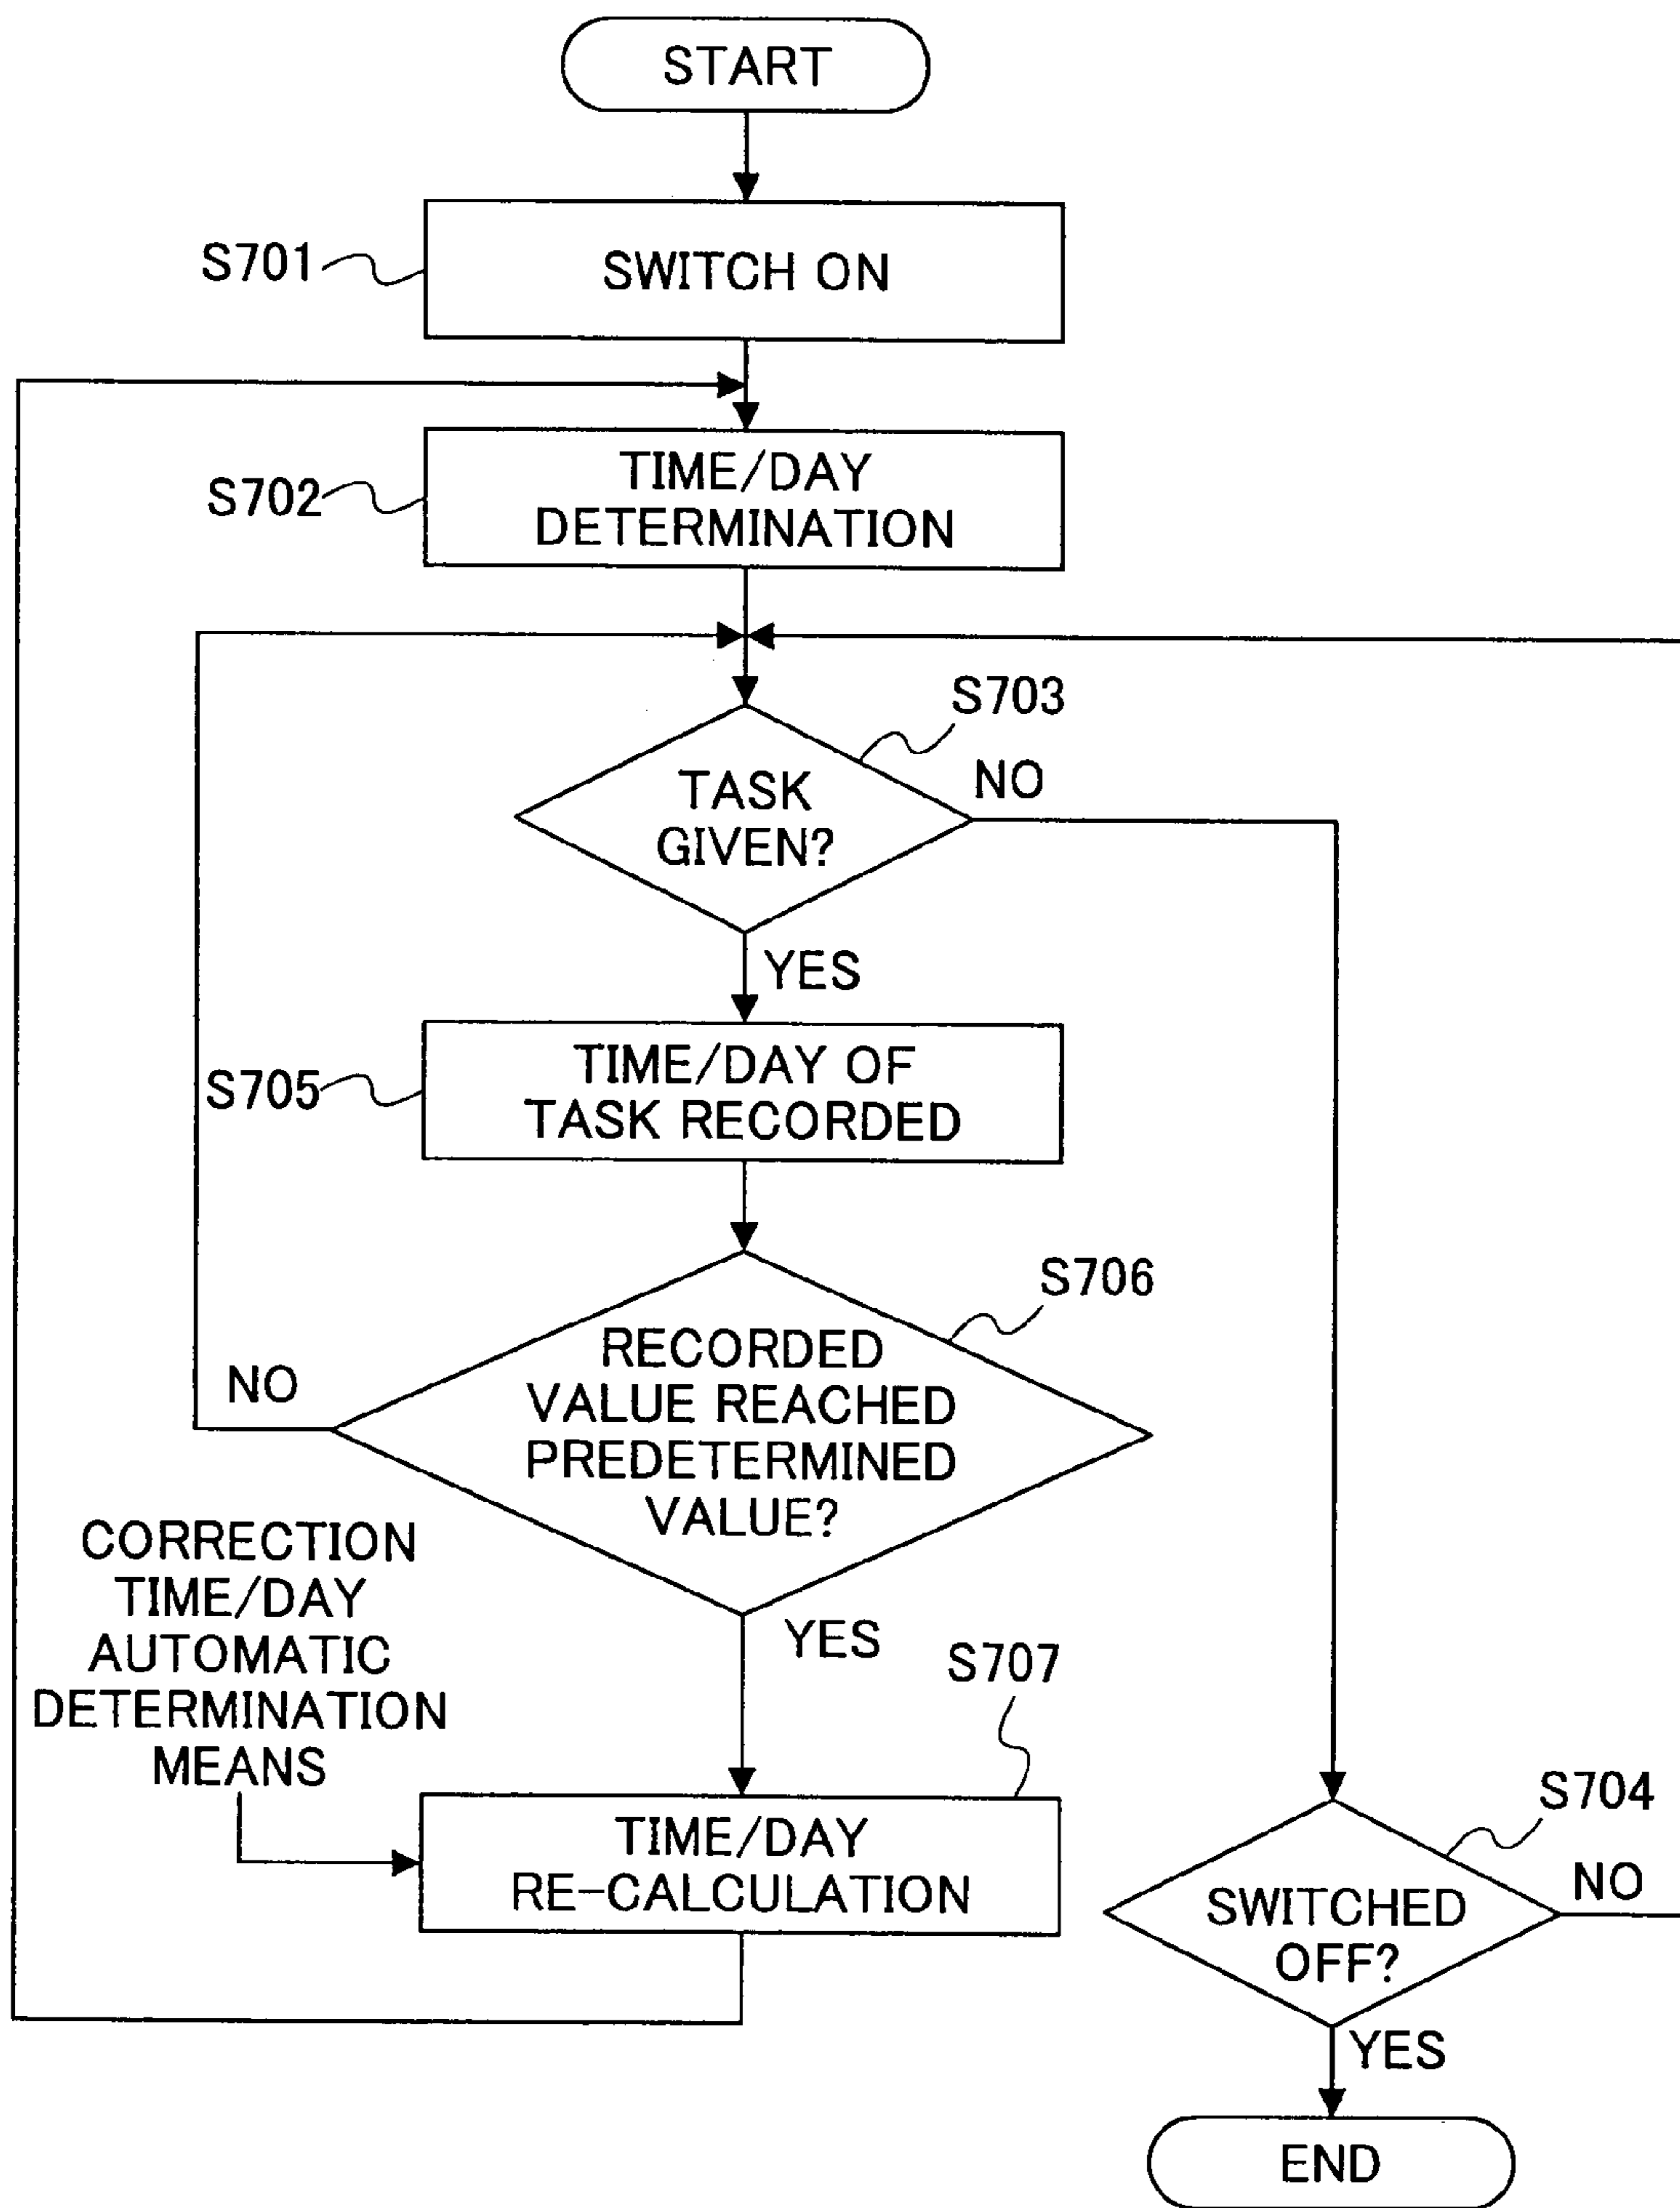 START
S701
SWITCH ON
S702
TIME/DAY
DETERMINATION
S703
TASK
GIVEN?
NO
YES
S705
TIME/DAY OF
TASK RECORDED
S706
RECORDED
VALUE REACHED
PREDETERMINED
VALUE?
NO
YES
CORRECTION
TIME/DAY
AUTOMATIC
DETERMINATION
MEANS
S707
TIME/DAY
RE-CALCULATION
S704
SWITCHED
OFF?
NO
YES
END